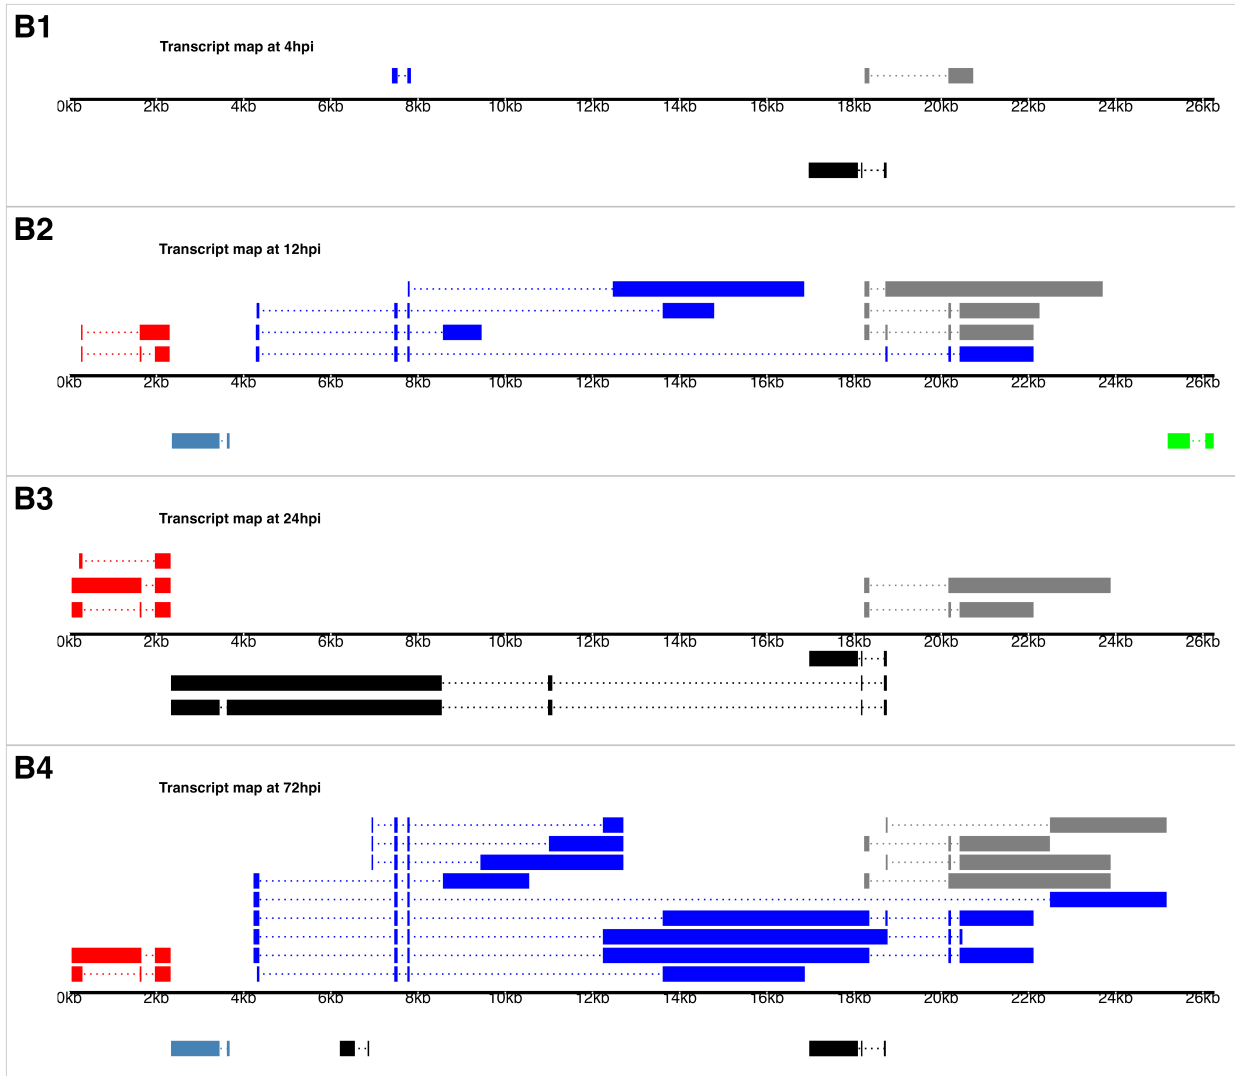 B1
Transcript map at 4hpi
0kb 2kb 4kb 6kb 8kb 10kb 12kb 14kb 16kb 18kb 20kb 22kb 24kb 26kb
B2
Transcript map at 12hpi
0kb 2kb 4kb 6kb 8kb 10kb 12kb 14kb 16kb 18kb 20kb 22kb 24kb 26kb
B3
Transcript map at 24hpi
0kb 2kb 4kb 6kb 8kb 10kb 12kb 14kb 16kb 18kb 20kb 22kb 24kb 26kb
B4
Transcript map at 72hpi
0kb 2kb 4kb 6kb 8kb 10kb 12kb 14kb 16kb 18kb 20kb 22kb 24kb 26kb